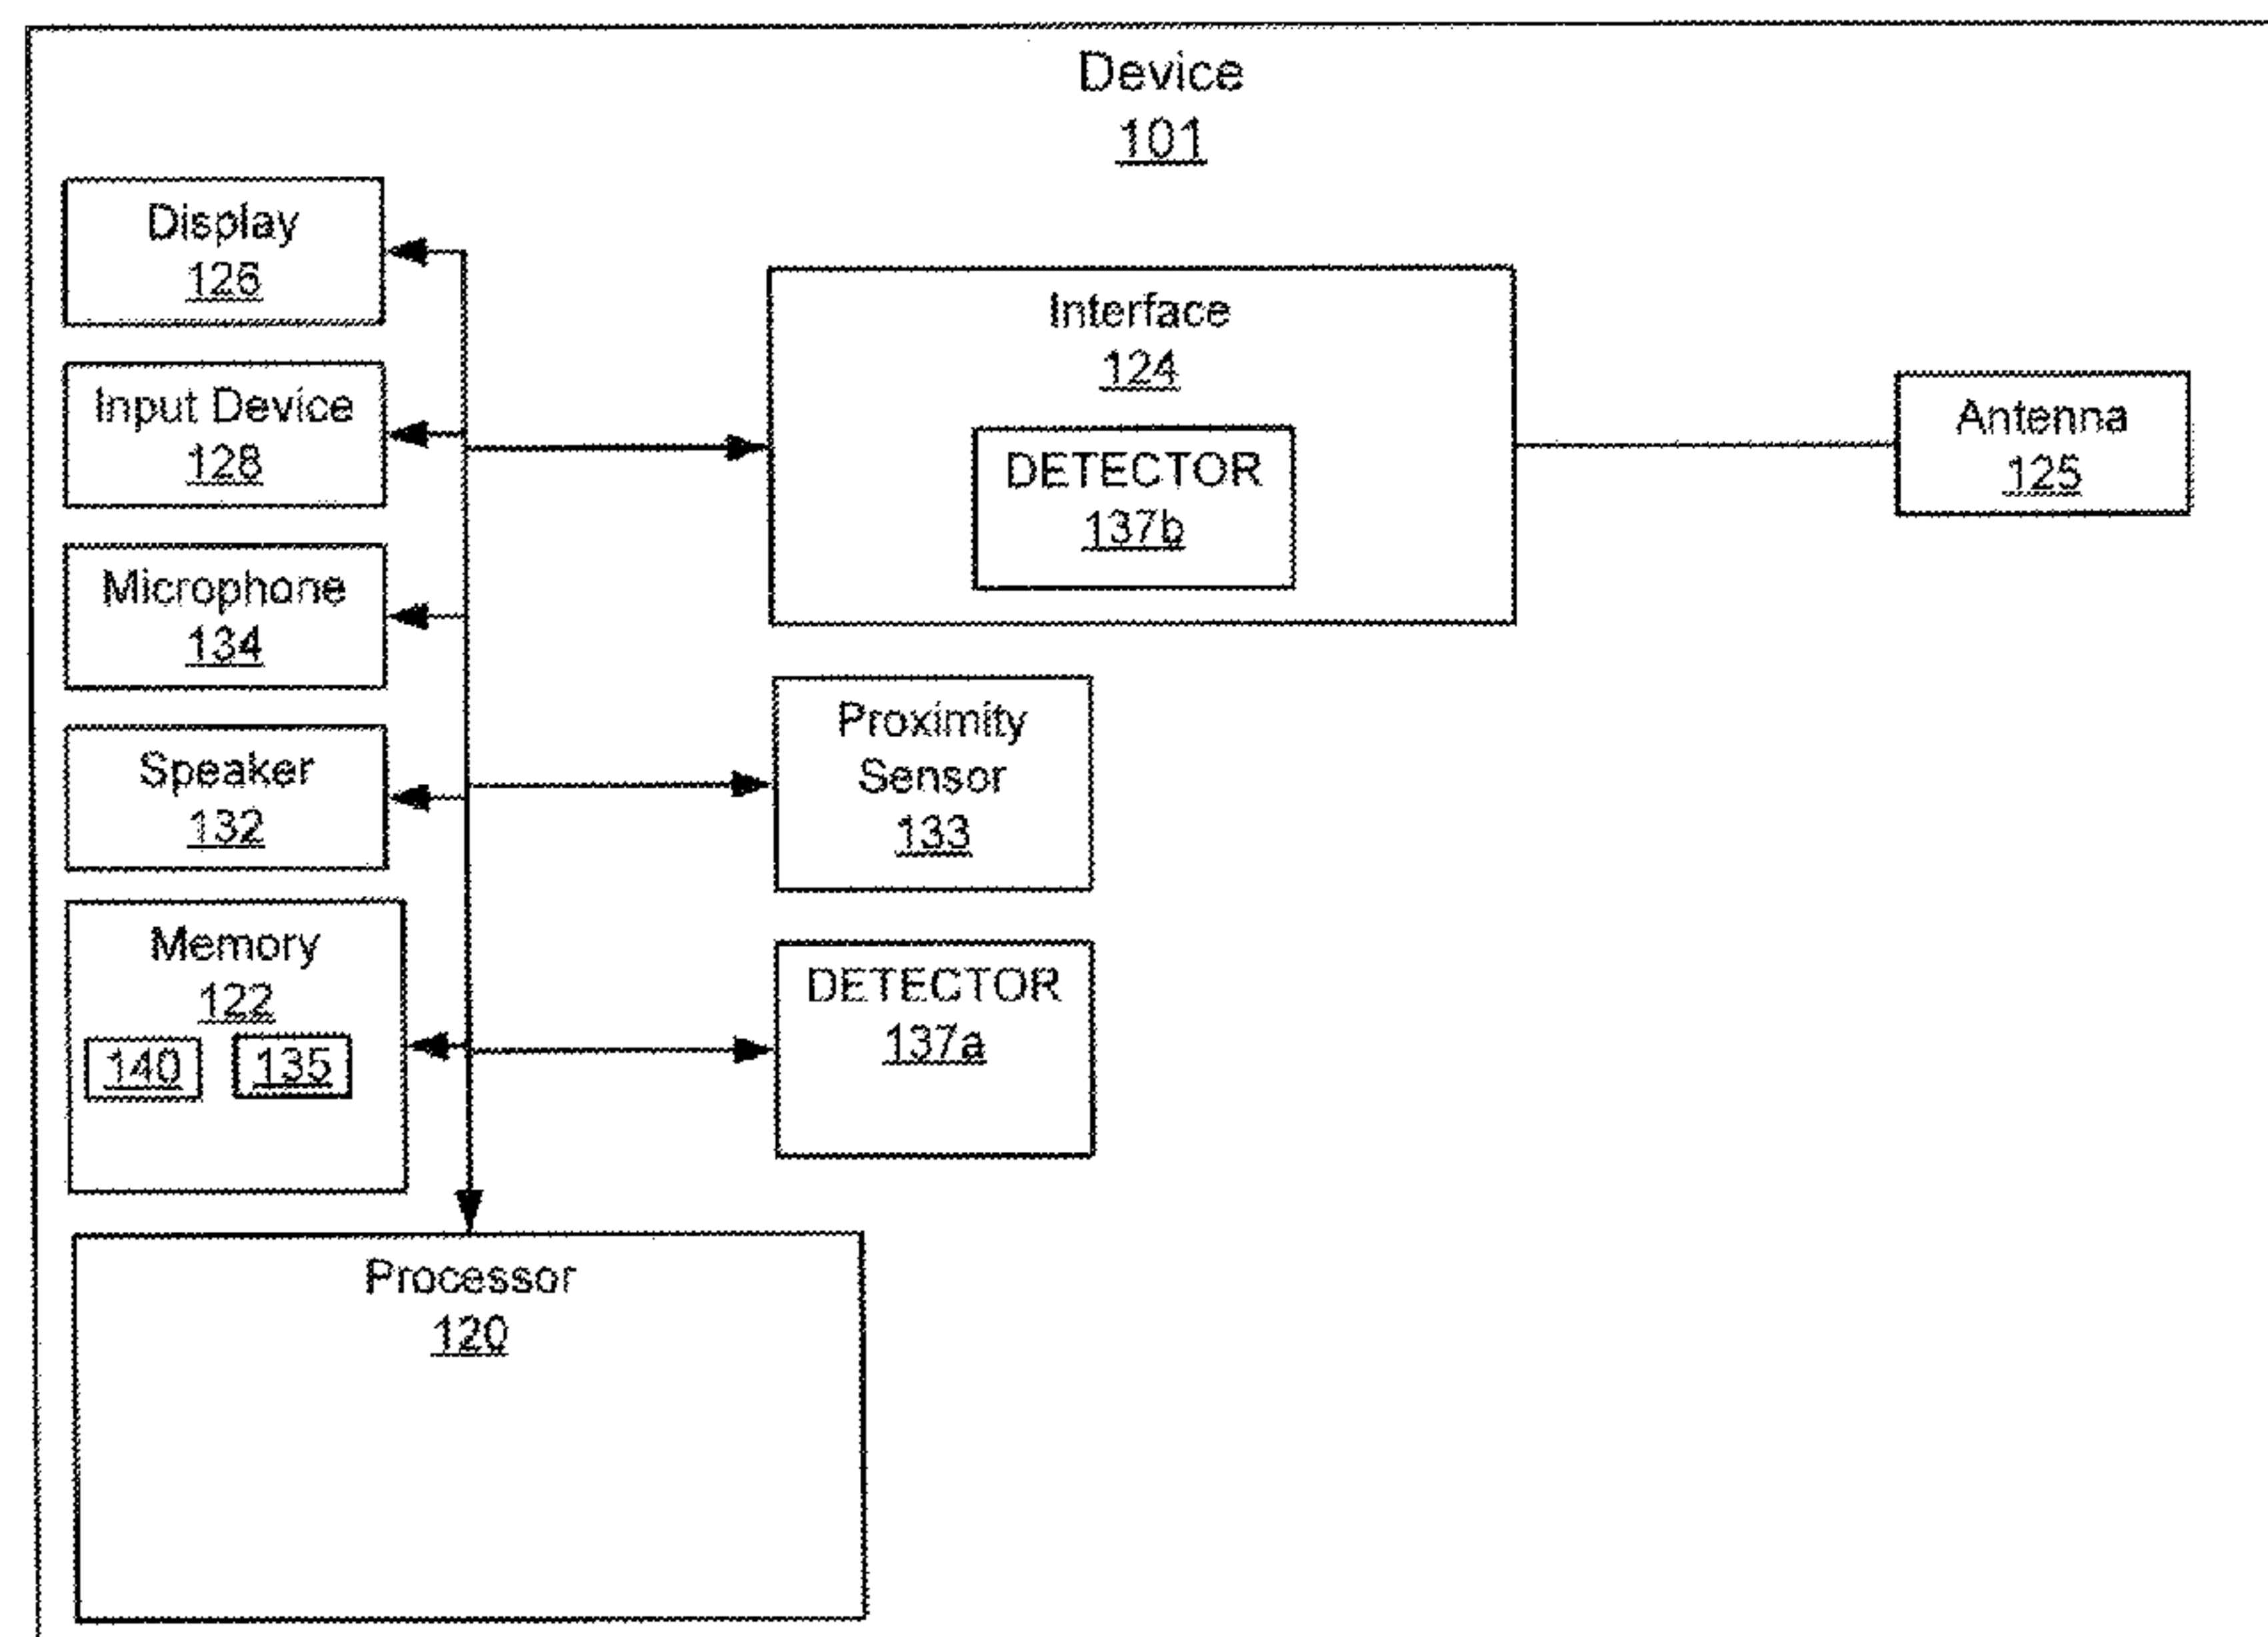 Device
101
Display
126
Input Device
128
Microphone
134
Speaker
132
Memory
122
140 135
Interface
124
DETECTOR
137b
Antenna
125
Proximity
Sensor
133
DETECTOR
137a
Processor
120